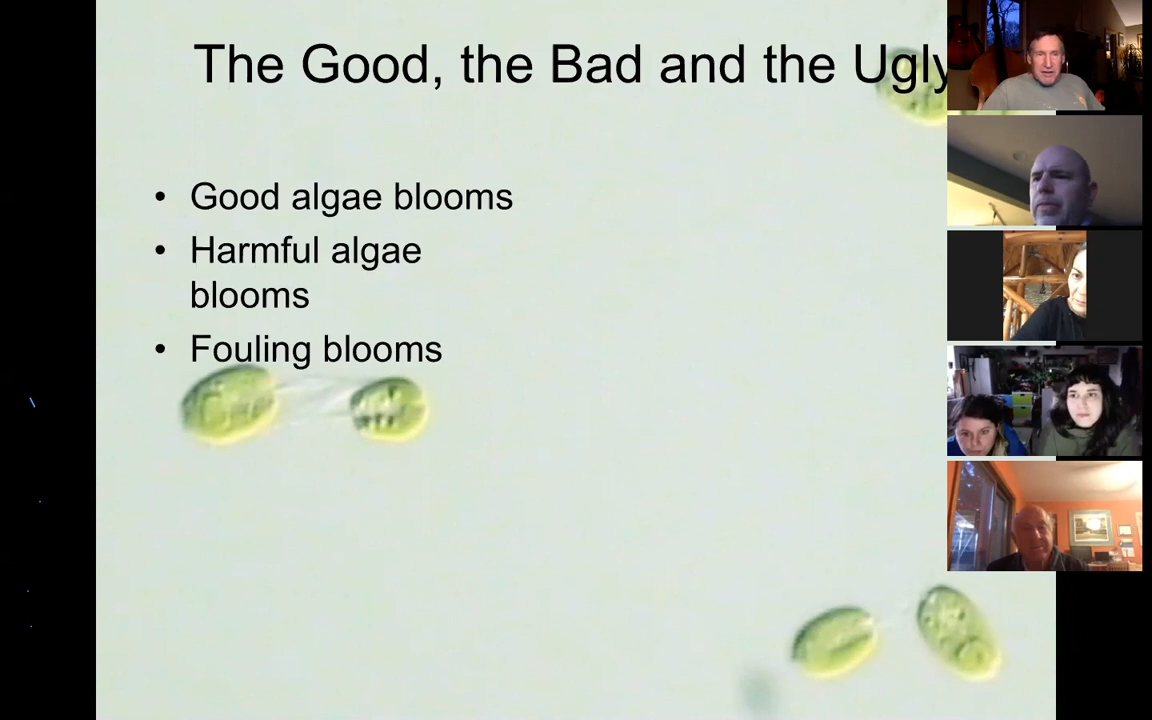 The Good, the Bad and the Ugly
• Good algae blooms
• Harmful algae
blooms
• Fouling blooms